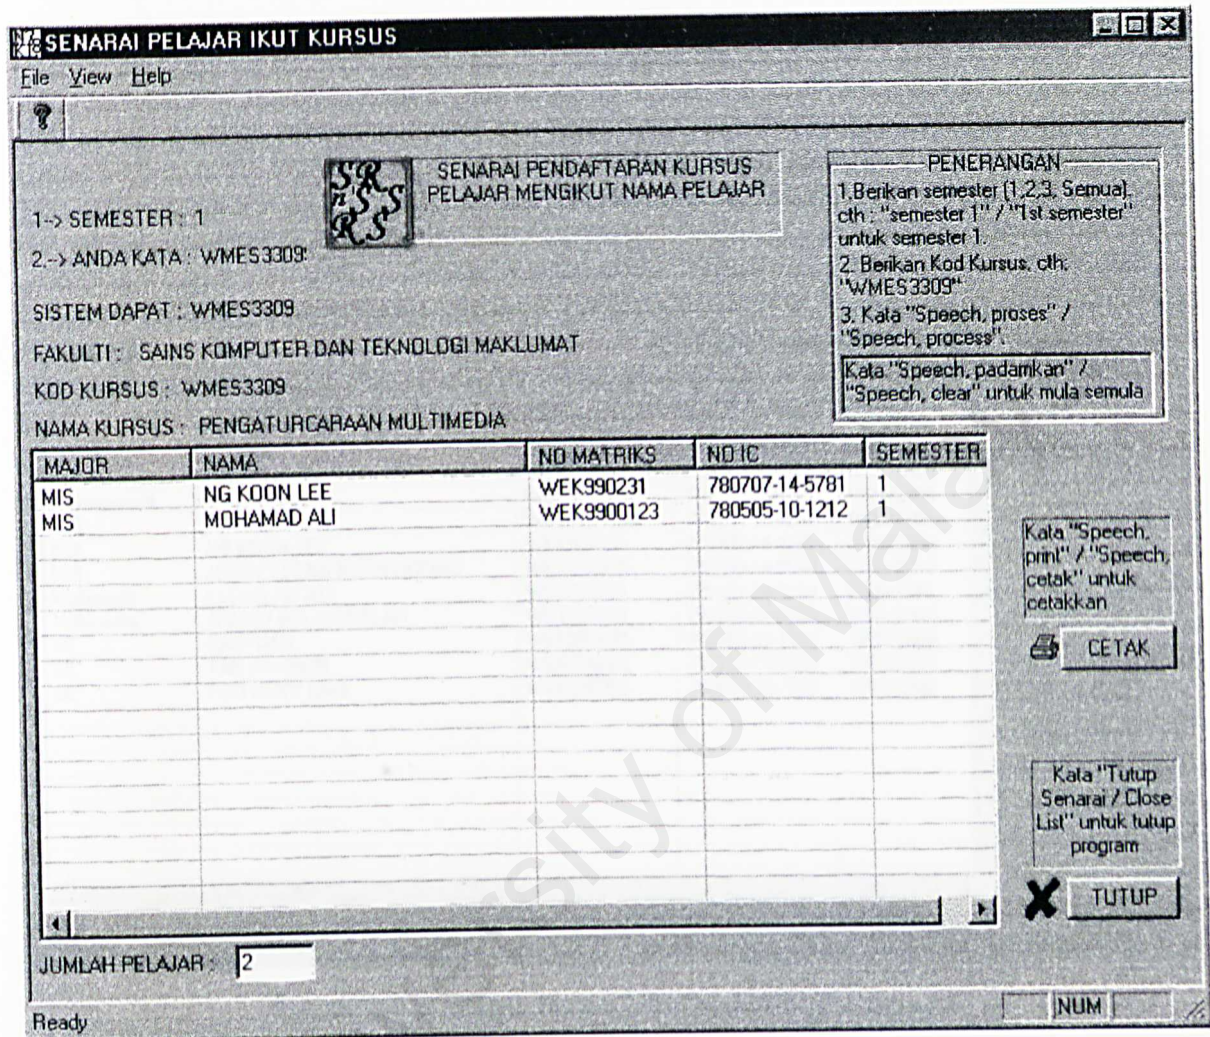 SENARAI PELAJAR IKUT KURSUS
File View Help
SENARAI PENDAFTARAN KURSUS
PELAJAR MENGIKUT NAMA PELAJAR
1--> SEMESTER : 1
2.-> ANDA KATA : WMES3309
SISTEM DAPAT : WMES3309
FAKULTI : SAINS KOMPUTER DAN TEKNOLOGI MAKLUMAT
KOD KURSUS : WMES3309
NAMA KURSUS : PENGATURCARAAN MULTIMEDIA
PENERANGAN
1.Berikan semester (1,2,3, Semua),
cth : "semester 1" / "1st semester"
untuk semester 1.
2. Berikan Kod Kursus, cth:
"WMES3309"
3. Kata "Speech, proses" /
"Speech, process".
Kata "Speech, padamkan" /
"Speech, clear" untuk mula semula
MAJOR NAMA NO MATRIKS NO IC SEMESTER
MIS NG KOON LEE WEK990231 780707-14-5781 1
MIS MOHAMAD ALI WEK9900123 780505-10-1212 1
Kata "Speech,
print" / "Speech,
cetak" untuk
cetakkan
CETAK
Kata "Tutup
Senarai / Close
List" untuk tutup
program
TUTUP
JUMLAH PELAJAR : 2
Ready NUM